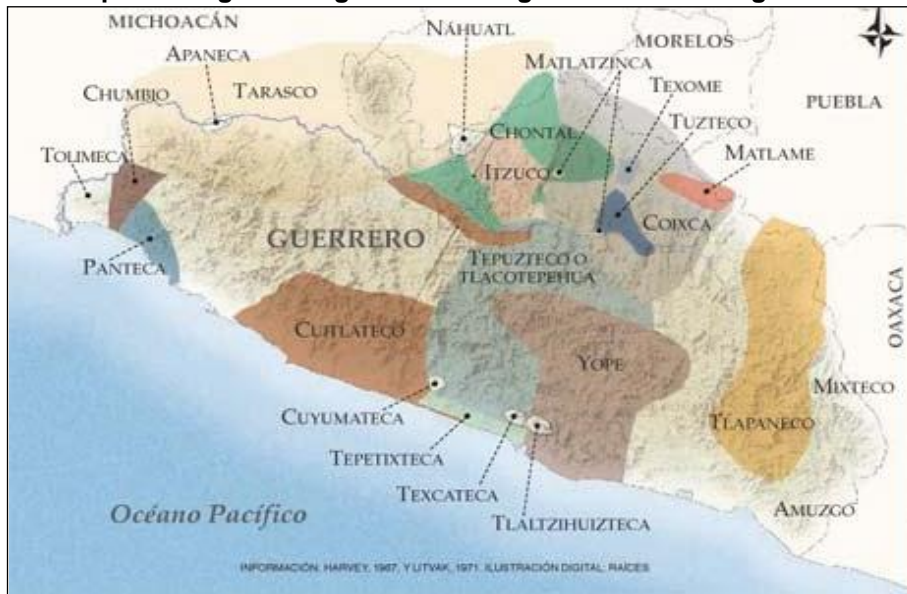 MICHOACÁN
NÁHUATL
MORELOS
APANECA
MATLATZINCA
TEXOME
CHUMBIO
TARASCO
PUEBLA
TUZTECO
CHONTAL
TOLIMECA
ITZUCO
MATLAME
COIXCA
GUERRERO
PANTECA
TEPUZTECO O
TLACOTEPEHUA
OAXACA
CUITLATECO
YOPE
MIXTECO
CUYUMATECA
TLAPANECO
TEPETIXTECA
TEXCATECA
AMUZGO
Océano Pacífico
TLALTZIHUIZTECA
INFORMACIÓN: HARVEY, 1967, Y LITVAK, 1971. ILUSTRACIÓN DIGITAL: RAÍCES